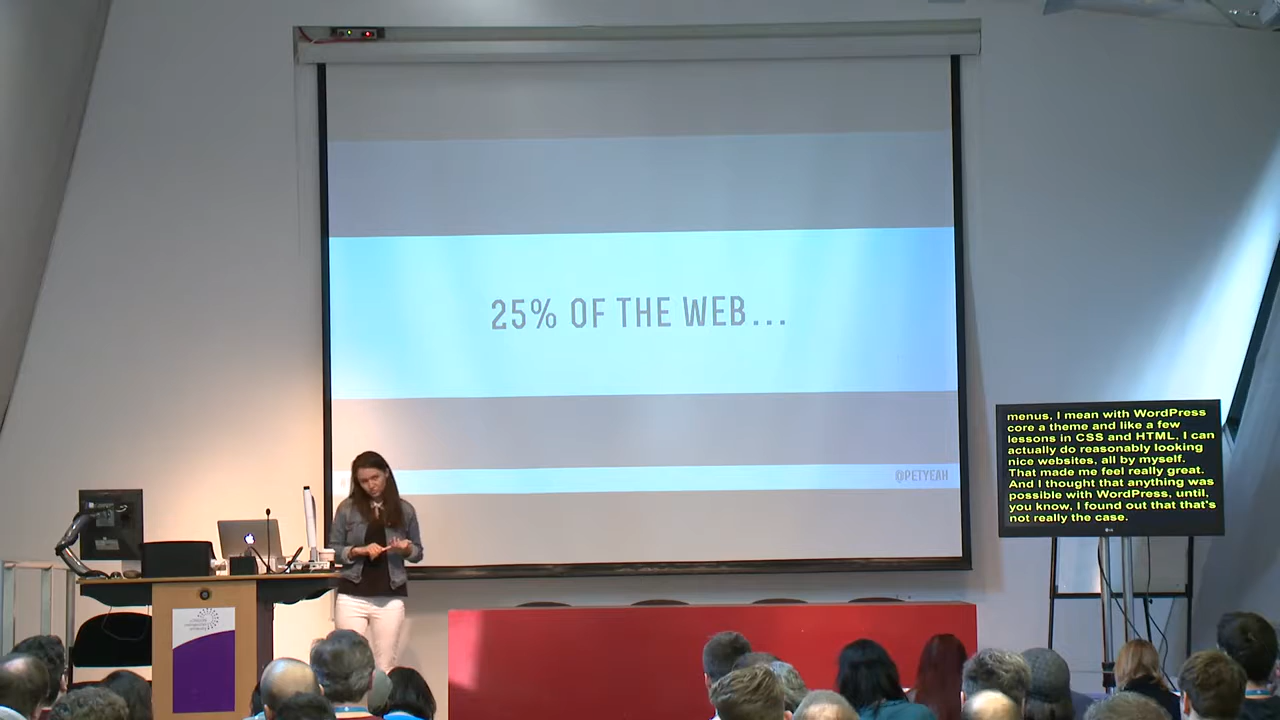 25% OF THE WEB...
@PETYEAH
menus, I mean with WordPress
core a theme and like a few
lessons in CSS and HTML, I can
actually do reasonably looking
nice websites, all by myself.
That made me feel really great.
And I thought that anything was
possible with WordPress, until,
you know, I found out that that's
not really the case.